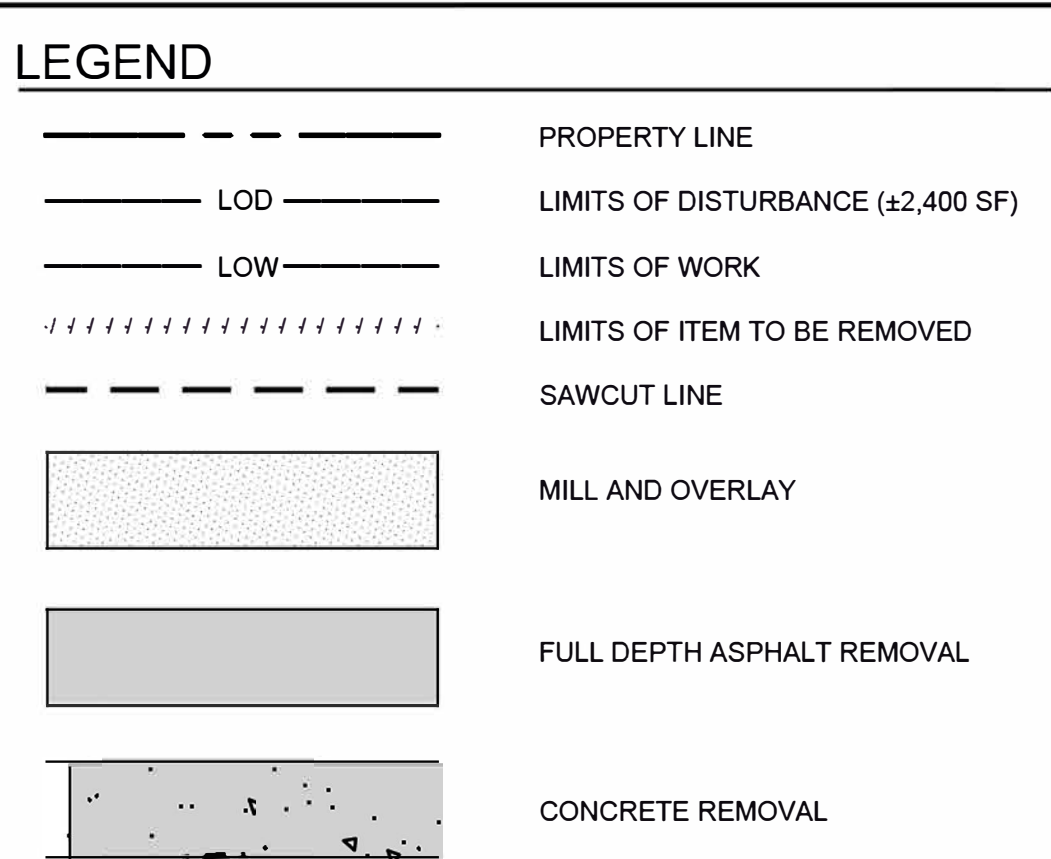 LEGEND
PROPERTY LINE
LOD LIMITS OF DISTURBANCE (±2,400 SF)
LOW LIMITS OF WORK
LIMITS OF ITEM TO BE REMOVED
SAWCUT LINE
MILL AND OVERLAY
FULL DEPTH ASPHALT REMOVAL
CONCRETE REMOVAL